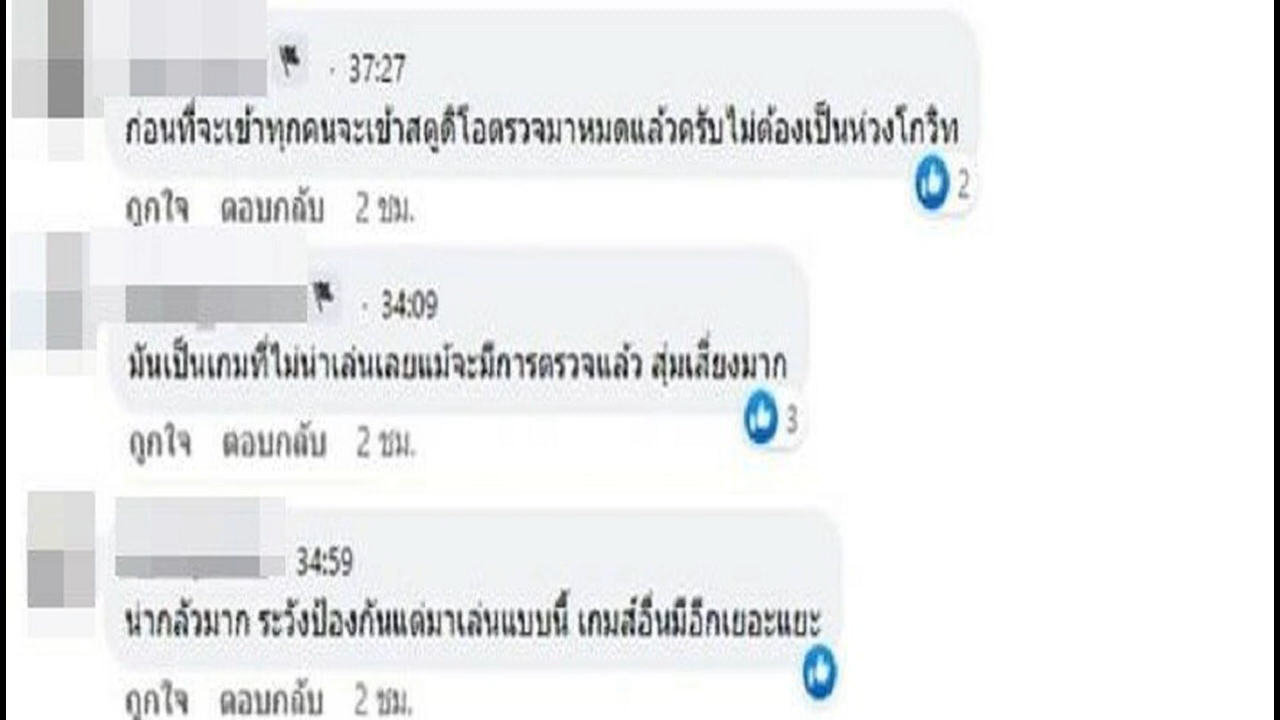 · 37:27
ก่อนที่จะเข้าทุกคนจะเข้าสตูดิโอตรวจมาหมดแล้วครับไม่ต้องเป็นห่วงโกวิท
2
ถูกใจ ตอบกลับ 2 ชม.
· 34:09
มันเป็นเกมที่ไม่น่าเล่นเลยแม้จะมีการตรวจแล้ว สุ่มเสี่ยงมาก
3
ถูกใจ ตอบกลับ 2 ชม.
34:59
น่ากลัวมาก ระวังป้องกันแต่มาเล่นแบบนี้ เกมส์อื่นมีอีกเยอะแยะ
ถูกใจ ตอบกลับ 2 ชม.